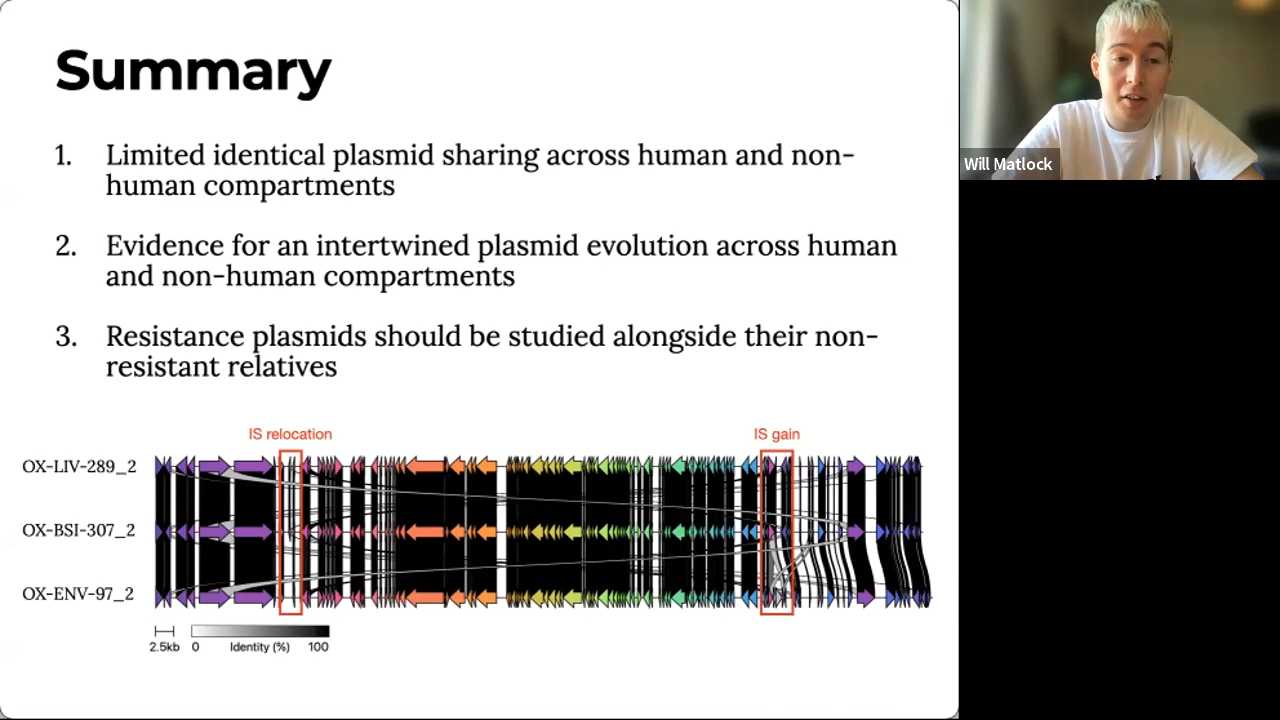 Summary
1. Limited identical plasmid sharing across human and non-
human compartments
2. Evidence for an intertwined plasmid evolution across human
and non-human compartments
3. Resistance plasmids should be studied alongside their non-
resistant relatives
IS relocation
IS gain
OX-LIV-289_2
OX-BSI-307_2
OX-ENV-97_2
2.5kb
0
Identity (%)
100
Will Matlock